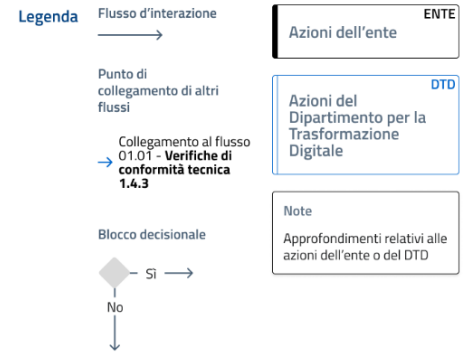 Legenda
Flusso d'interazione
Punto di
collegamento di altri
flussi
Collegamento al flusso
01.01 - Verifiche di
conformità tecnica
1.4.3
Blocco decisionale
Sì
No
ENTE
Azioni dell'ente
DTD
Azioni del
Dipartimento per la
Trasformazione
Digitale
Note
Approfondimenti relativi alle
azioni dell'ente o del DTD